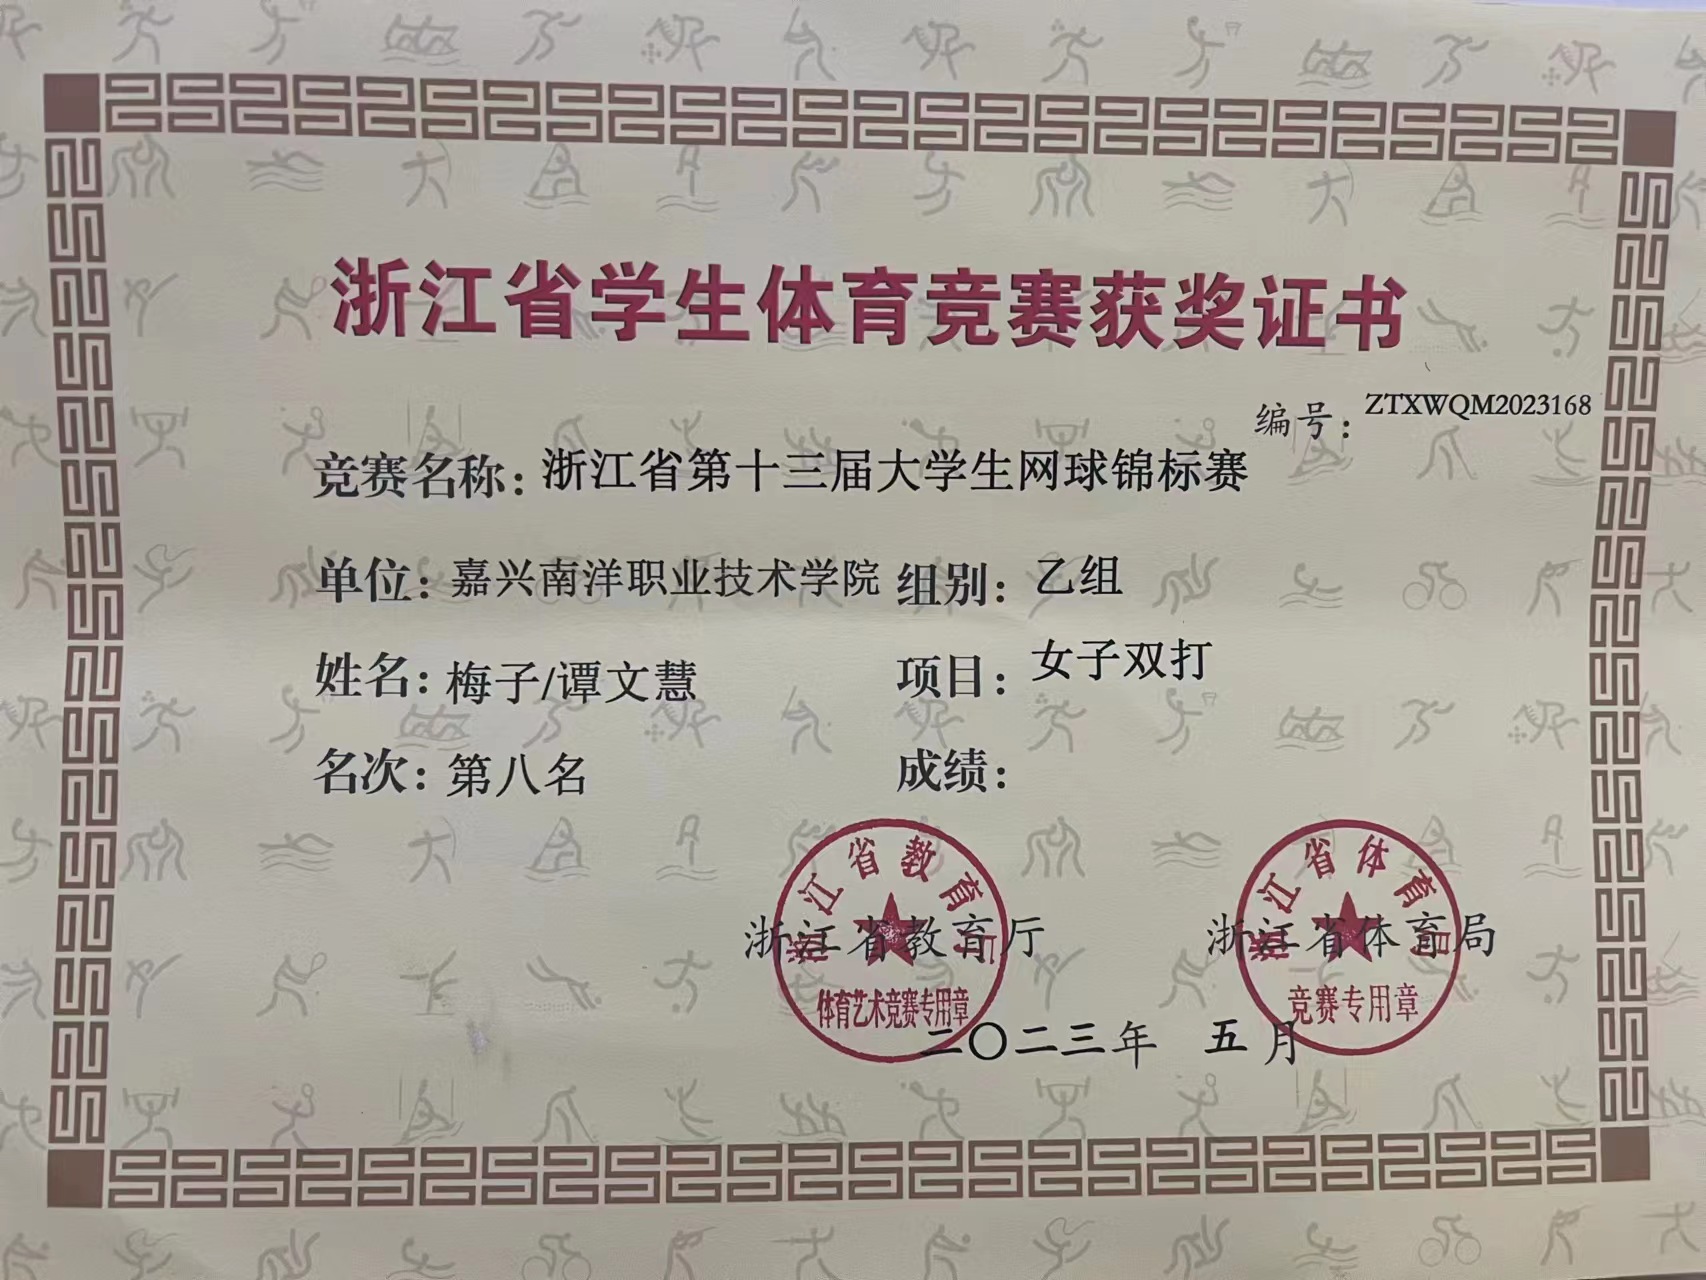 浙江省学生体育竞赛获奖证书
编号：ZTXWQM2023168
竞赛名称：浙江省第十三届大学生网球锦标赛
单位：嘉兴南洋职业技术学院 组别：乙组
姓名：梅子/谭文慧 项目：女子双打
名次：第八名 成绩：
浙江省教育厅
体育艺术竞赛专用章
浙江省教育厅
浙江省体育局
竞赛专用章
浙江省体育局
二〇二三年 五月